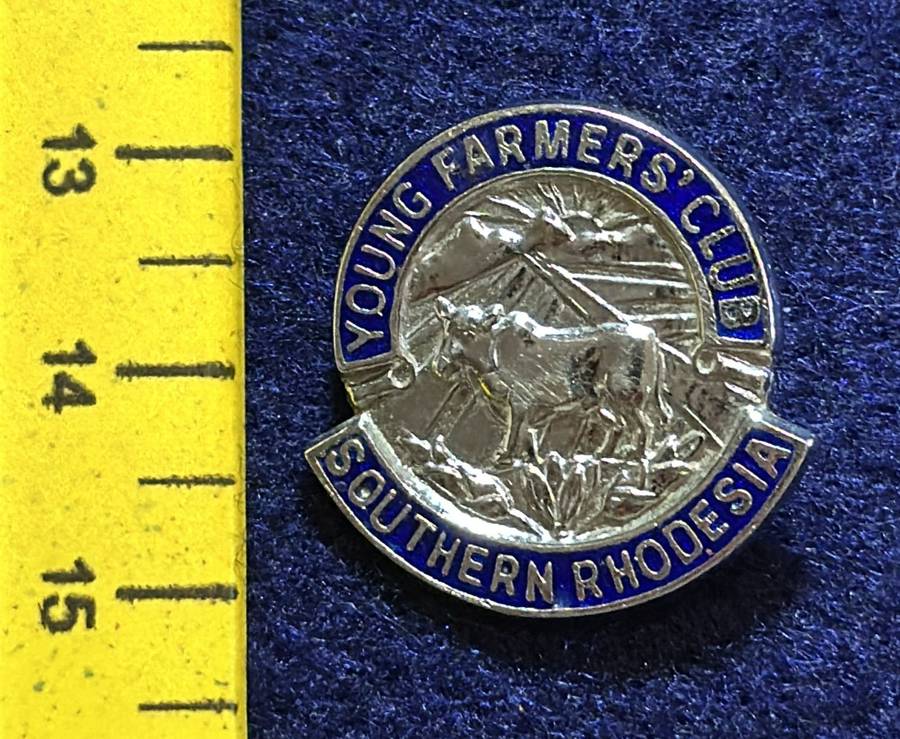 YOUNG FARMERS' CLUB
SOUTHERN RHODESIA
13
14
15